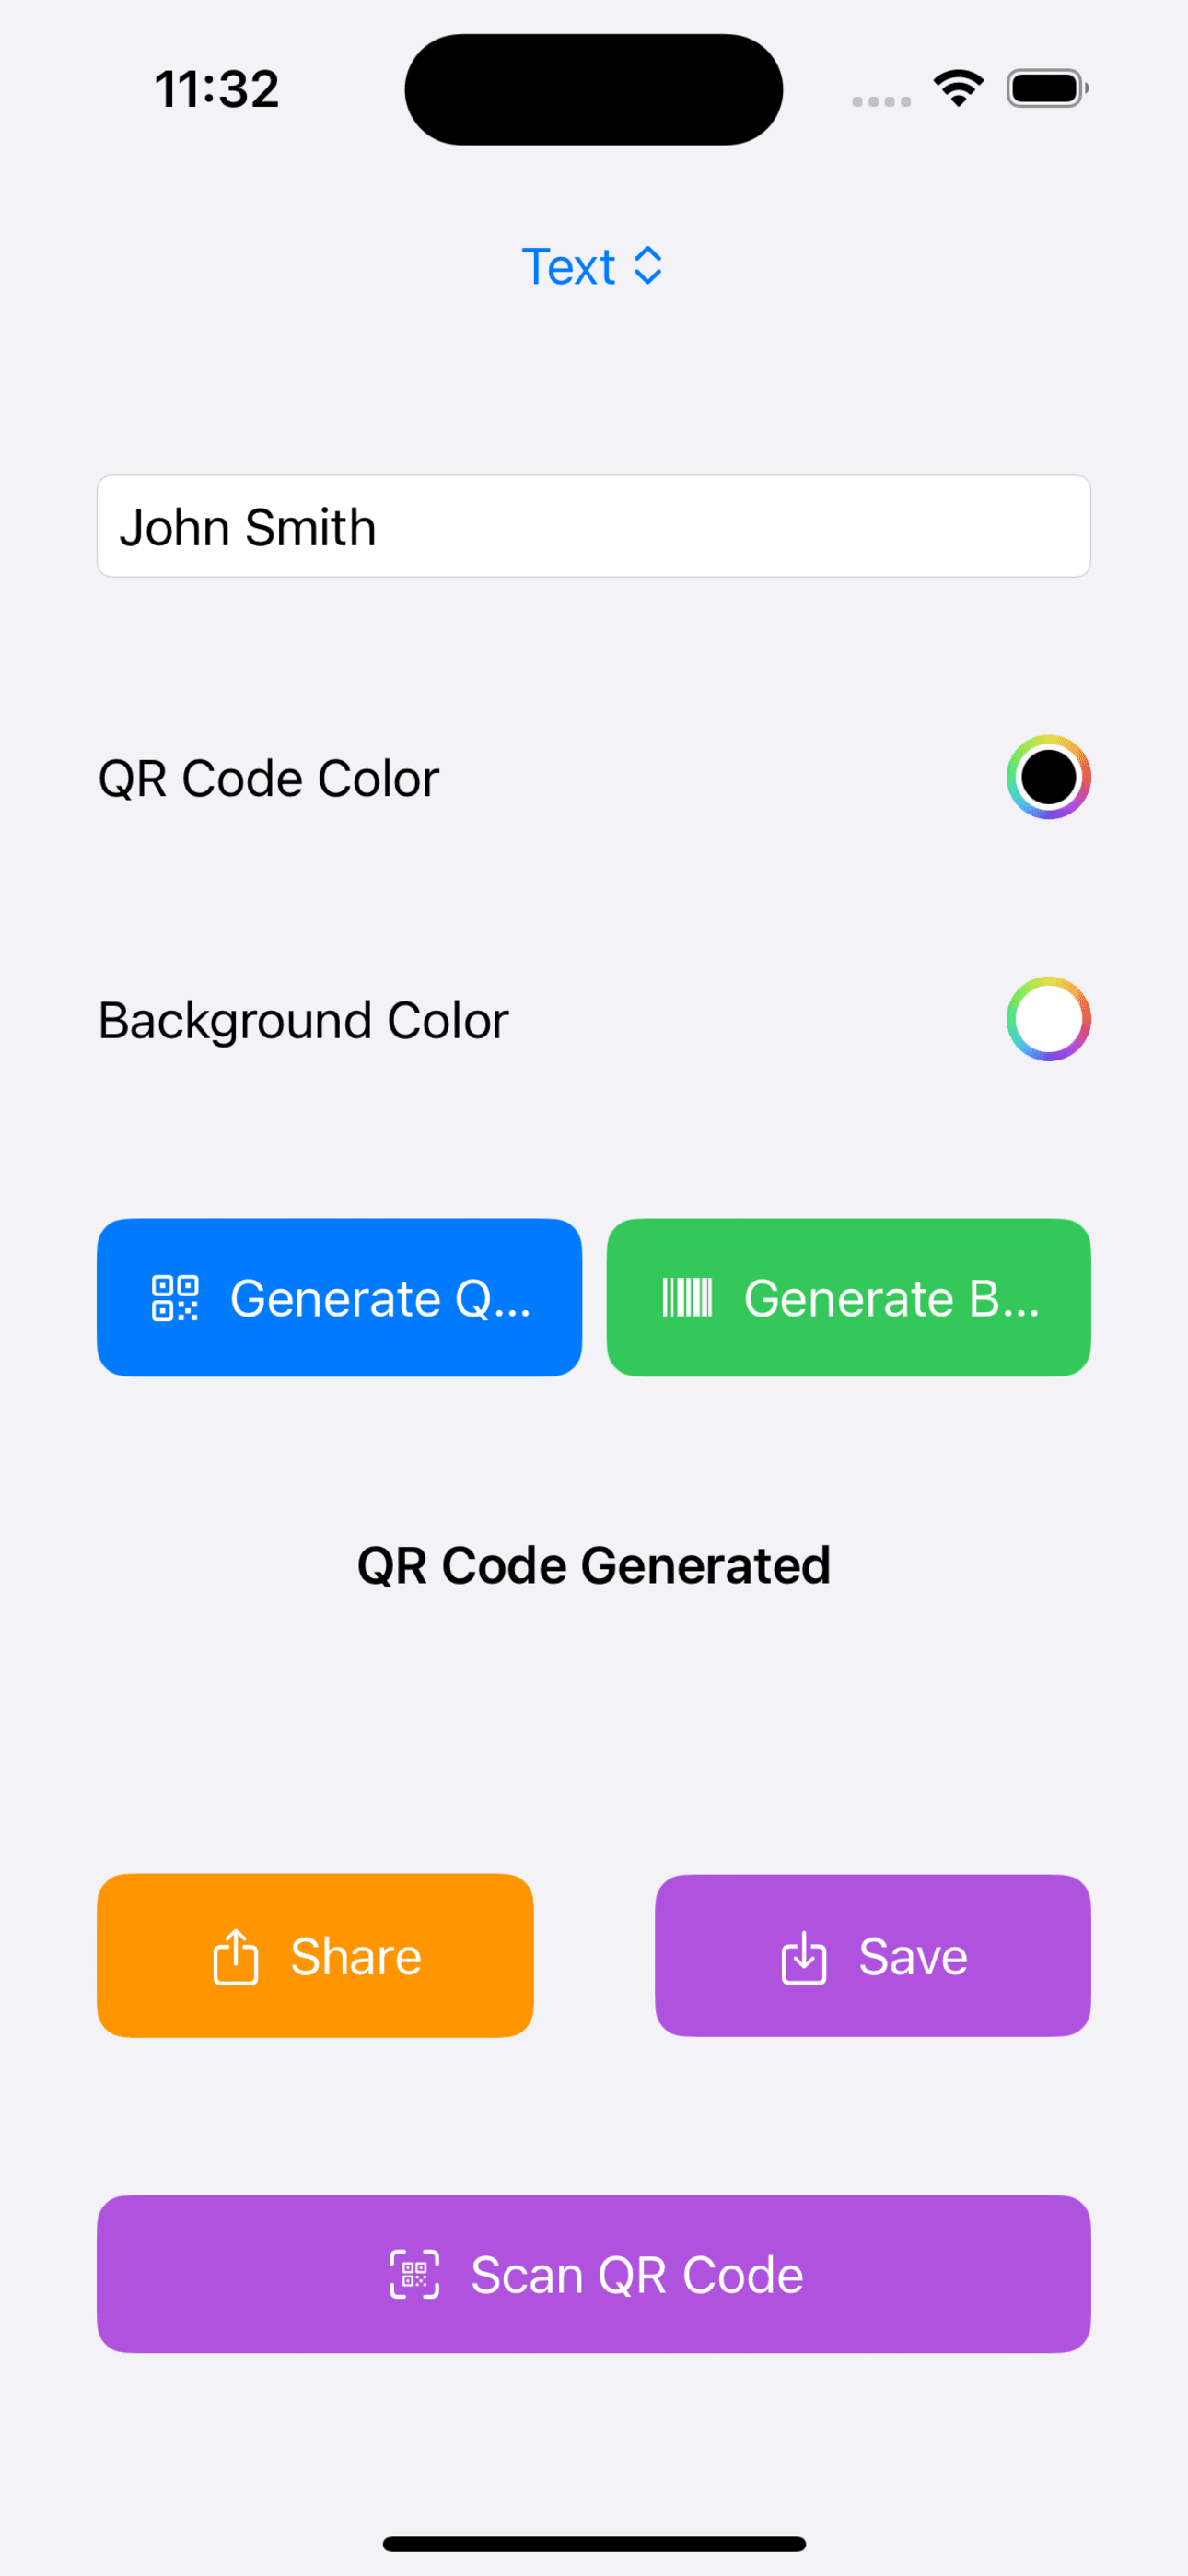 11:32
Text
John Smith
QR Code Color
Background Color
Generate Q...
Generate B...
QR Code Generated
Share
Save
Scan QR Code